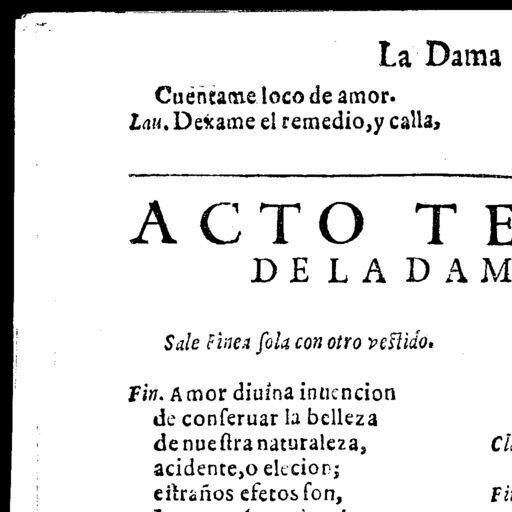 La Dama
Cuentame loco de amor.
Lau. Dexame el remedio, y calla,
ACTO TE
DE LA DAM
Sale Finea ſola con otro veſtido.
Fin. Amor diuina inuencion
de conſeruar la belleza
de nueſtra naturaleza,
acidente, o elecion;
eſtraños efetos ſon,
Cl
Fi